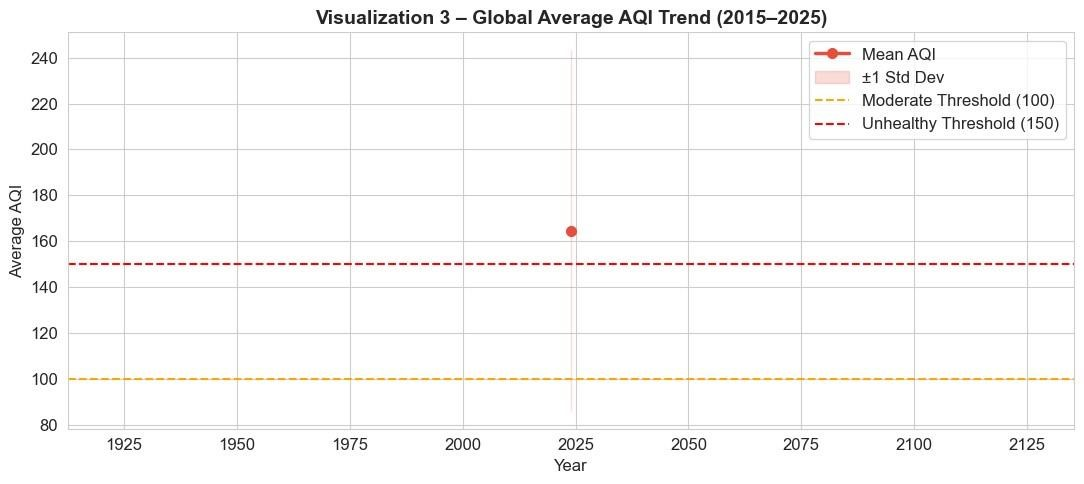 Visualization 3 – Global Average AQI Trend (2015–2025)
Mean AQI
±1 Std Dev
Moderate Threshold (100)
Unhealthy Threshold (150)
Average AQI
240
220
200
180
160
140
120
100
80
1925 1950 1975 2000 2025 2050 2075 2100 2125
Year